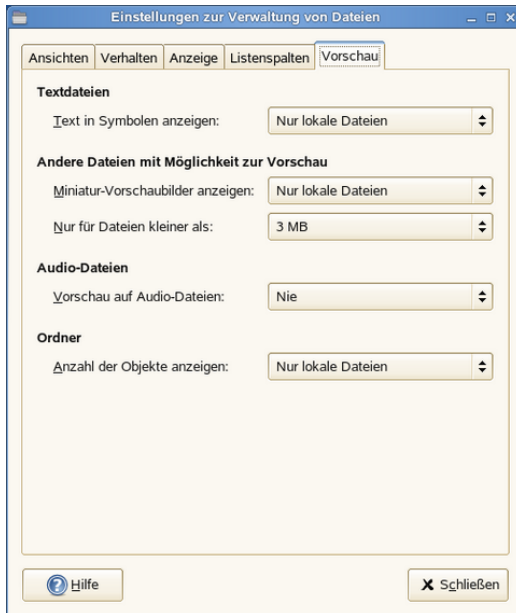 Einstellungen zur Verwaltung von Dateien
Ansichten Verhalten Anzeige Listenspalten Vorschau
Textdateien
Text in Symbolen anzeigen: Nur lokale Dateien
Andere Dateien mit Möglichkeit zur Vorschau
Miniatur-Vorschaubilder anzeigen: Nur lokale Dateien
Nur für Dateien kleiner als: 3 MB
Audio-Dateien
Vorschau auf Audio-Dateien: Nie
Ordner
Anzahl der Objekte anzeigen: Nur lokale Dateien
Hilfe Schließen